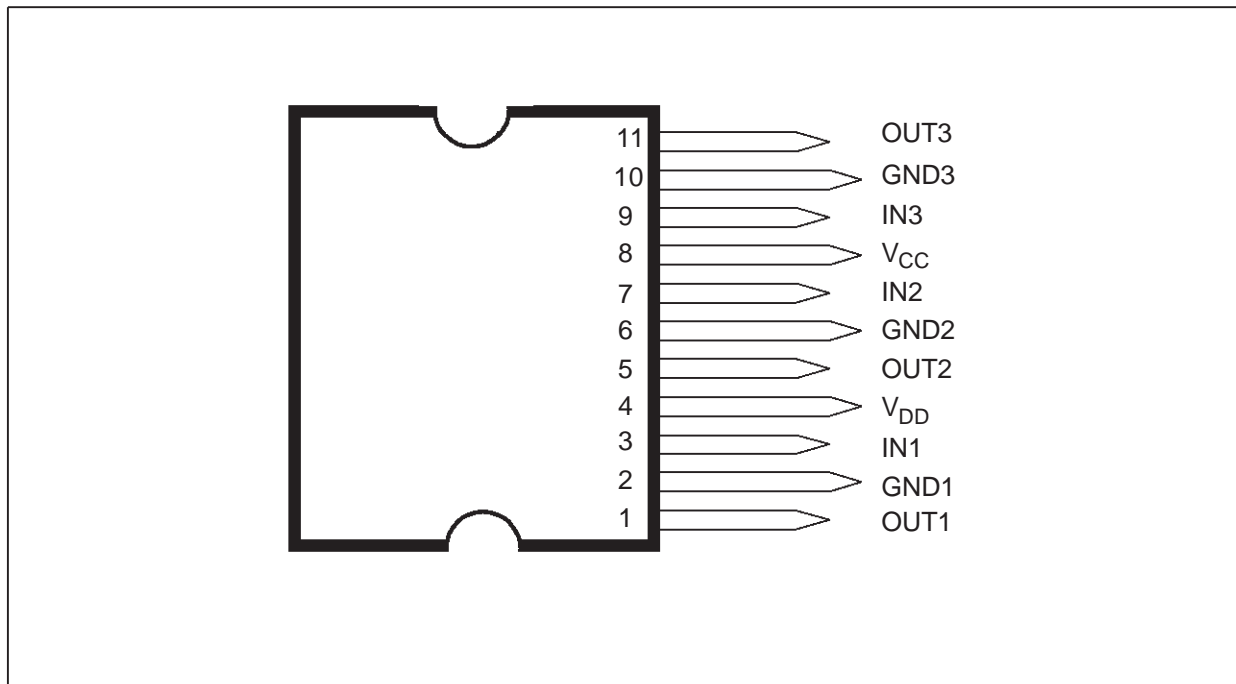 11 OUT3
10 GND3
9 IN3
8 VCC
7 IN2
6 GND2
5 OUT2
4 VDD
3 IN1
2 GND1
1 OUT1